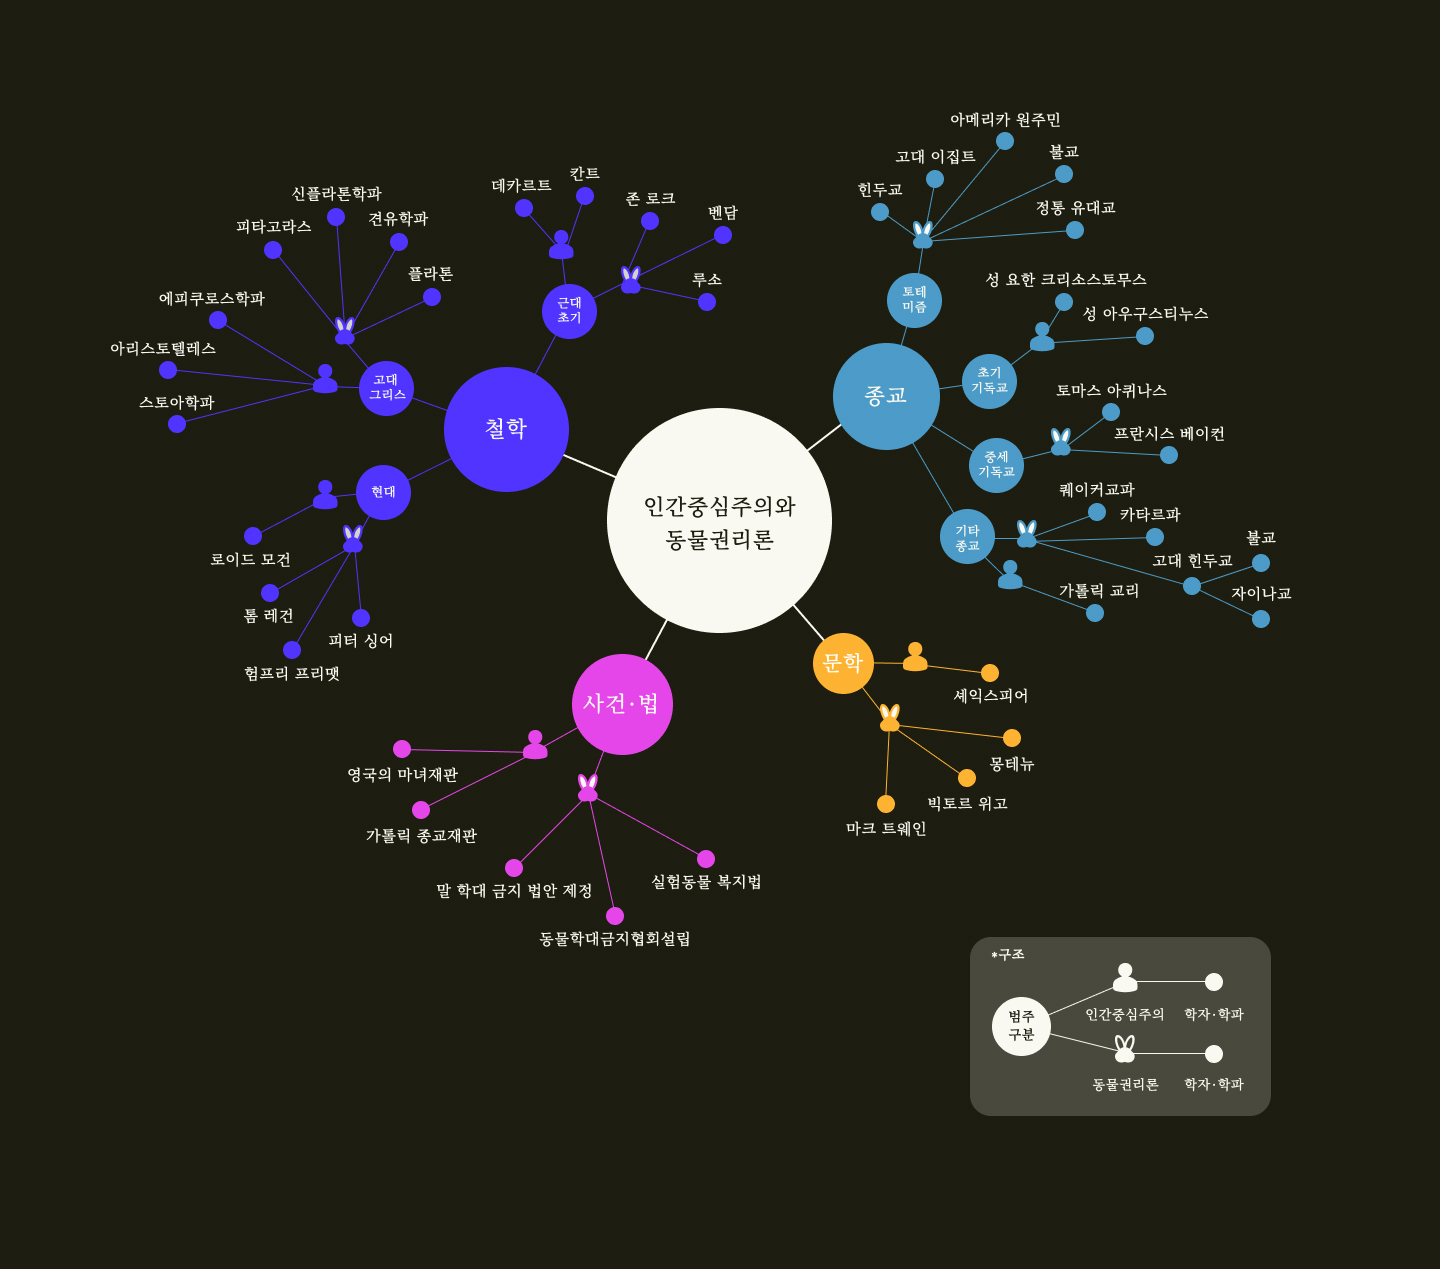 인간중심주의와
동물권리론
철학
근대
초기
데카르트
칸트
존 로크
벤담
루소
고대
그리스
신플라톤학파
피타고라스
견유학파
플라톤
에피쿠로스학파
아리스토텔레스
스토아학파
현대
로이드 모건
톰 레건
험프리 프리맷
피터 싱어
종교
토테
미즘
아메리카 원주민
고대 이집트
불교
힌두교
정통 유대교
초기
기독교
성 요한 크리소스토무스
성 아우구스티누스
중세
기독교
토마스 아퀴나스
프란시스 베이컨
기타
종교
퀘이커교파
카타르파
고대 힌두교
불교
자이나교
가톨릭 교리
문학
셰익스피어
몽테뉴
빅토르 위고
마크 트웨인
사건·법
영국의 마녀재판
가톨릭 종교재판
말 학대 금지 법안 제정
실험동물 복지법
동물학대금지협회설립
*구조
범주
구분
인간중심주의
학자·학파
동물권리론
학자·학파